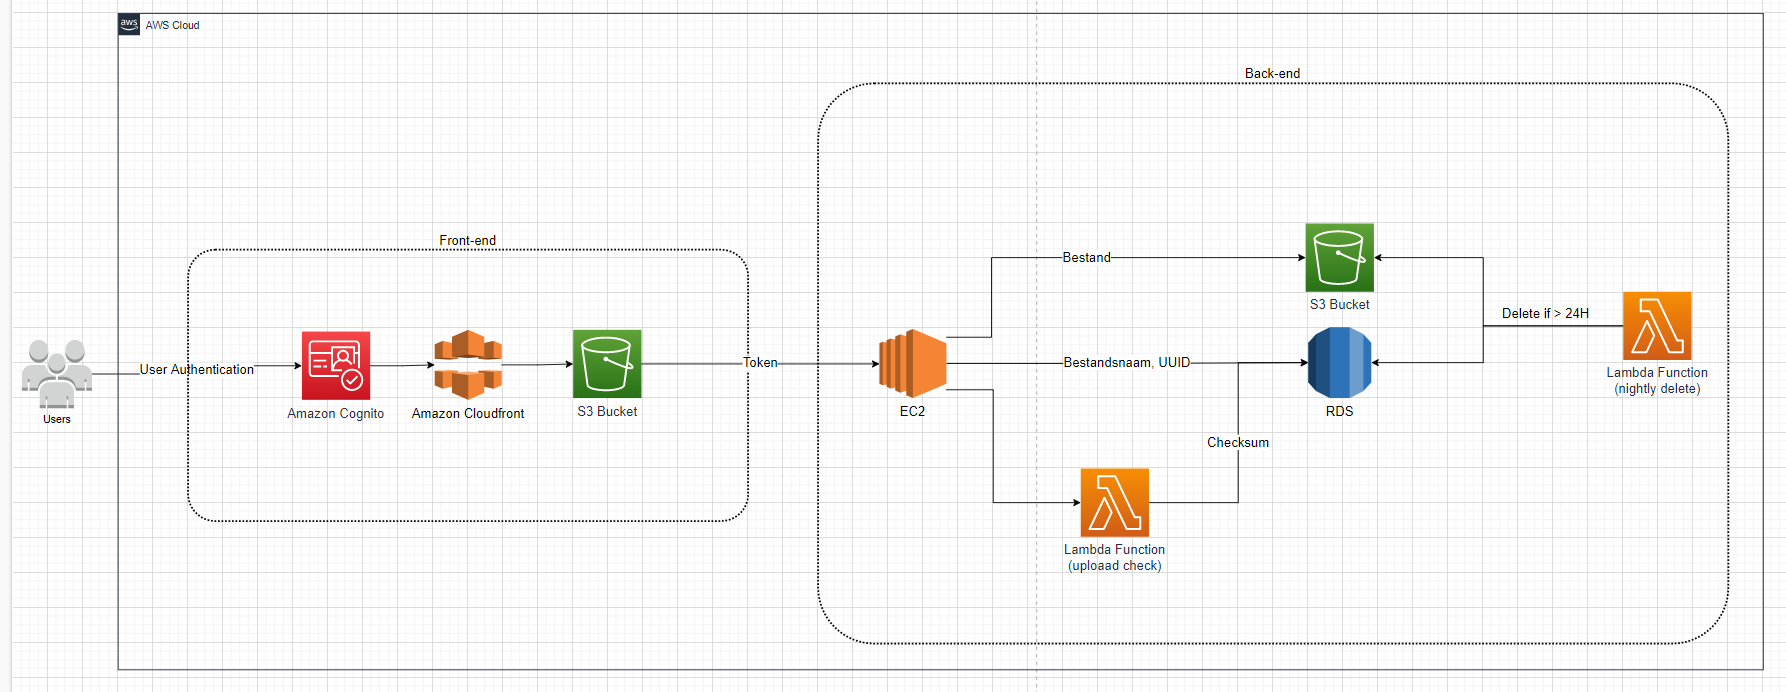 aws
AWS Cloud
Back-end
Front-end
Bestand
S3 Bucket
Delete if > 24H
Lambda Function
(nightly delete)
Users
User Authentication
Amazon Cognito
Amazon Cloudfront
S3 Bucket
Token
EC2
Bestandsnaam, UUID
RDS
Checksum
Lambda Function
(uploaad check)